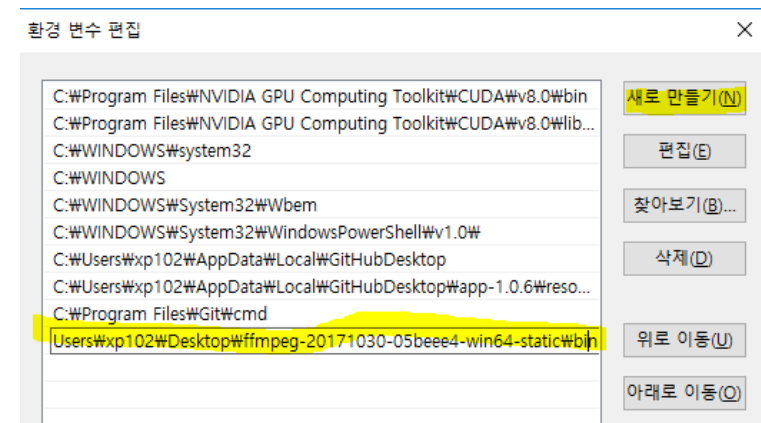 환경 변수 편집
C:₩Program Files₩NVIDIA GPU Computing Toolkit₩CUDA₩v8.0₩bin
새로 만들기(N)
C:₩Program Files₩NVIDIA GPU Computing Toolkit₩CUDA₩v8.0₩lib...
C:₩WINDOWS₩system32
편집(E)
C:₩WINDOWS
C:₩WINDOWS₩System32₩Wbem
찾아보기(B)...
C:₩WINDOWS₩System32₩WindowsPowerShell₩v1.0₩
C:₩Users₩xp102₩AppData₩Local₩GitHubDesktop
삭제(D)
C:₩Users₩xp102₩AppData₩Local₩GitHubDesktop₩app-1.0.6₩reso...
C:₩Program Files₩Git₩cmd
Users₩xp102₩Desktop₩ffmpeg-20171030-05beee4-win64-static₩bin
위로 이동(U)
아래로 이동(O)